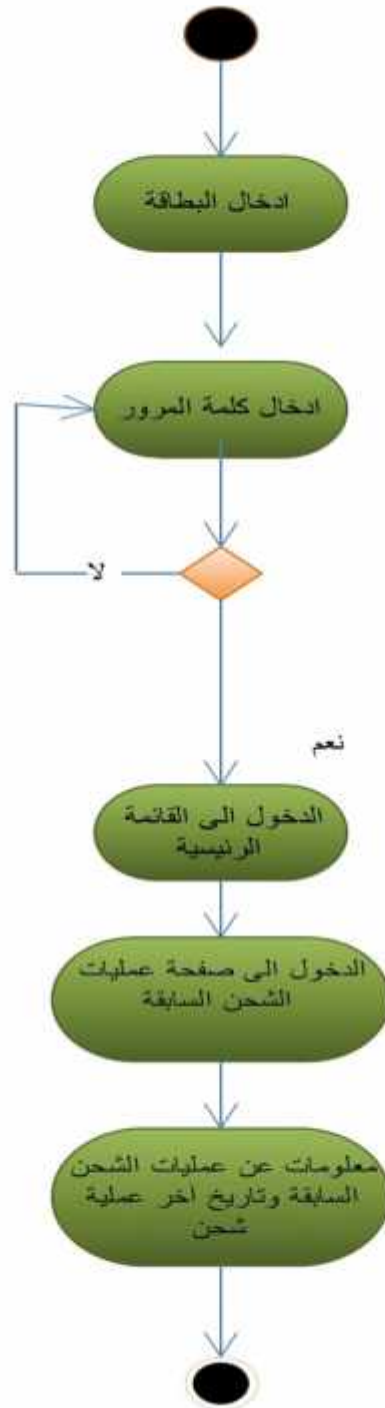 ادخال البطاقة
ادخال كلمة المرور
لا
نعم
الدخول الى القائمة
الرئيسية
الدخول الى صفحة عمليات
الشحن السابقة
معلومات عن عمليات الشحن
السابقة وتاريخ أخر عملية
شحن